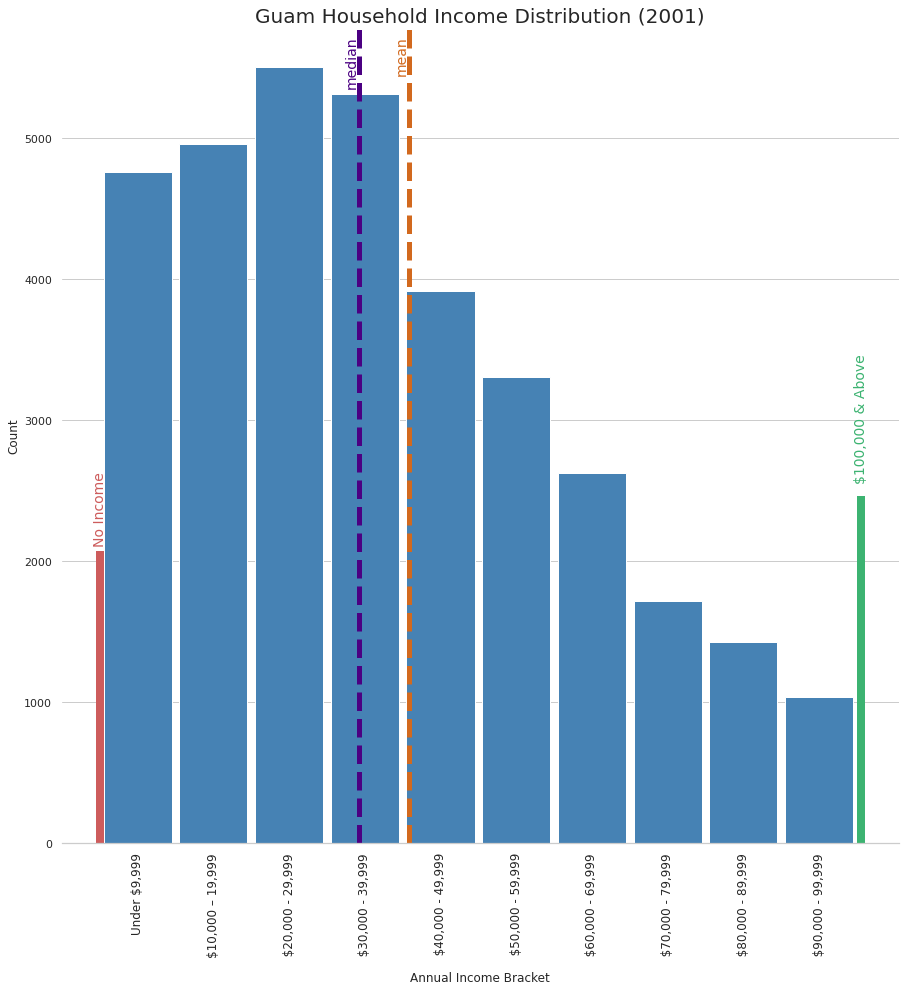 Guam Household Income Distribution (2001)
median
mean
5000
4000
3000
2000
1000
0
Count
No Income
$100,000 & Above
Under $9,999
$10,000 – 19,999
$20,000 - 29,999
$30,000 - 39,999
$40,000 - 49,999
$50,000 - 59,999
$60,000 - 69,999
$70,000 - 79,999
$80,000 - 89,999
$90,000 - 99,999
Annual Income Bracket